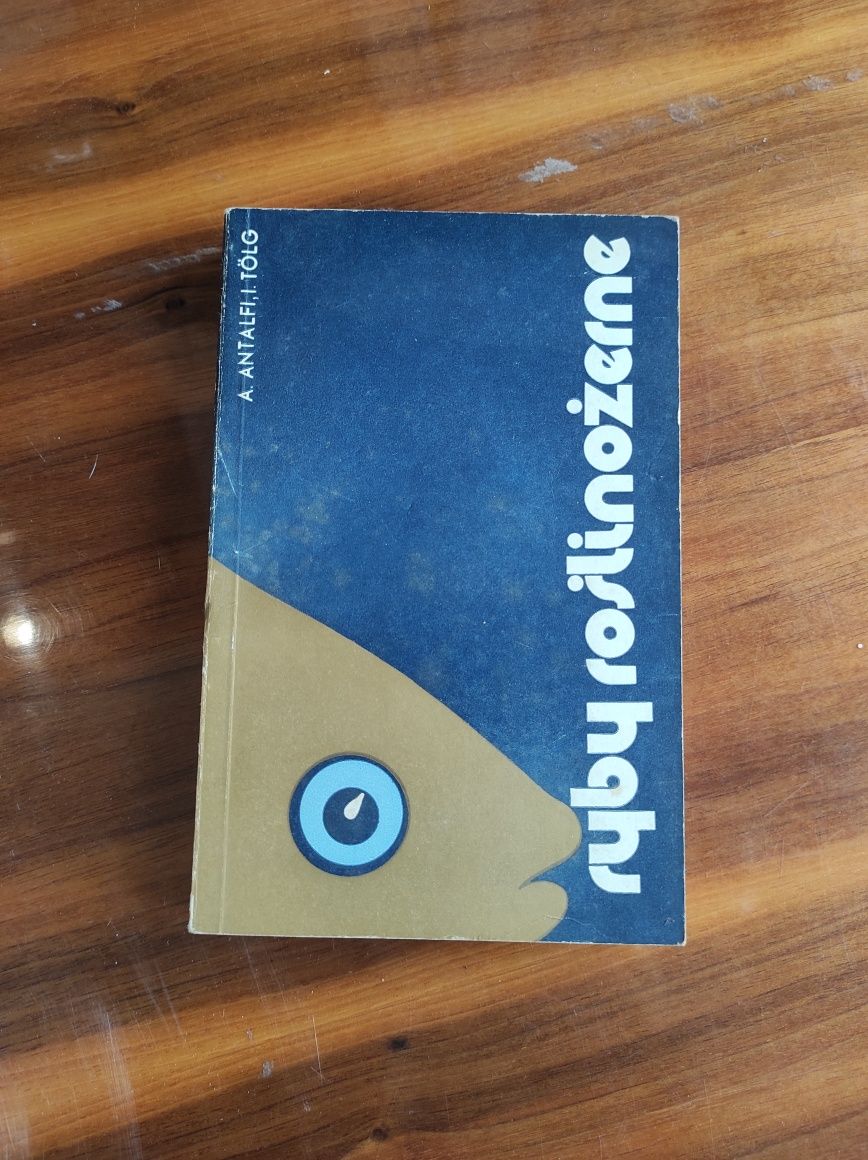 A. ANTALFI, I. TÖLG
ryby roślinożerne